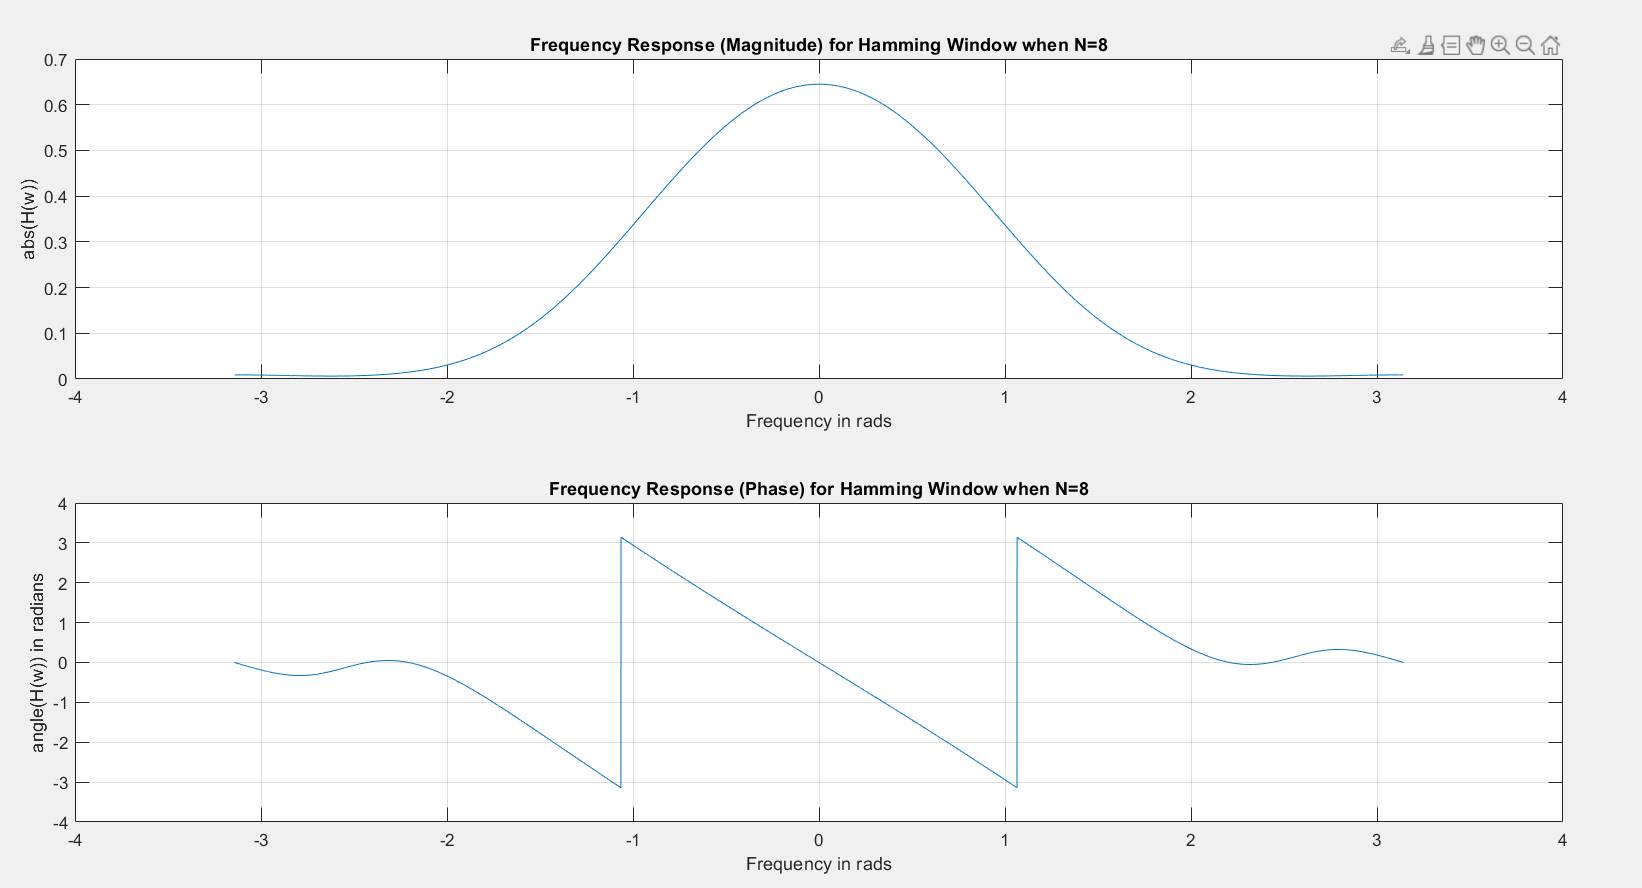 Frequency Response (Magnitude) for Hamming Window when N=8
0.7
0.6
0.5
0.4
0.3
0.2
0.1
0
abs(H(w))
-4 -3 -2 -1 0 1 2 3 4
Frequency in rads
Frequency Response (Phase) for Hamming Window when N=8
4
3
2
1
0
-1
-2
-3
-4
angle(H(w)) in radians
-4 -3 -2 -1 0 1 2 3 4
Frequency in rads